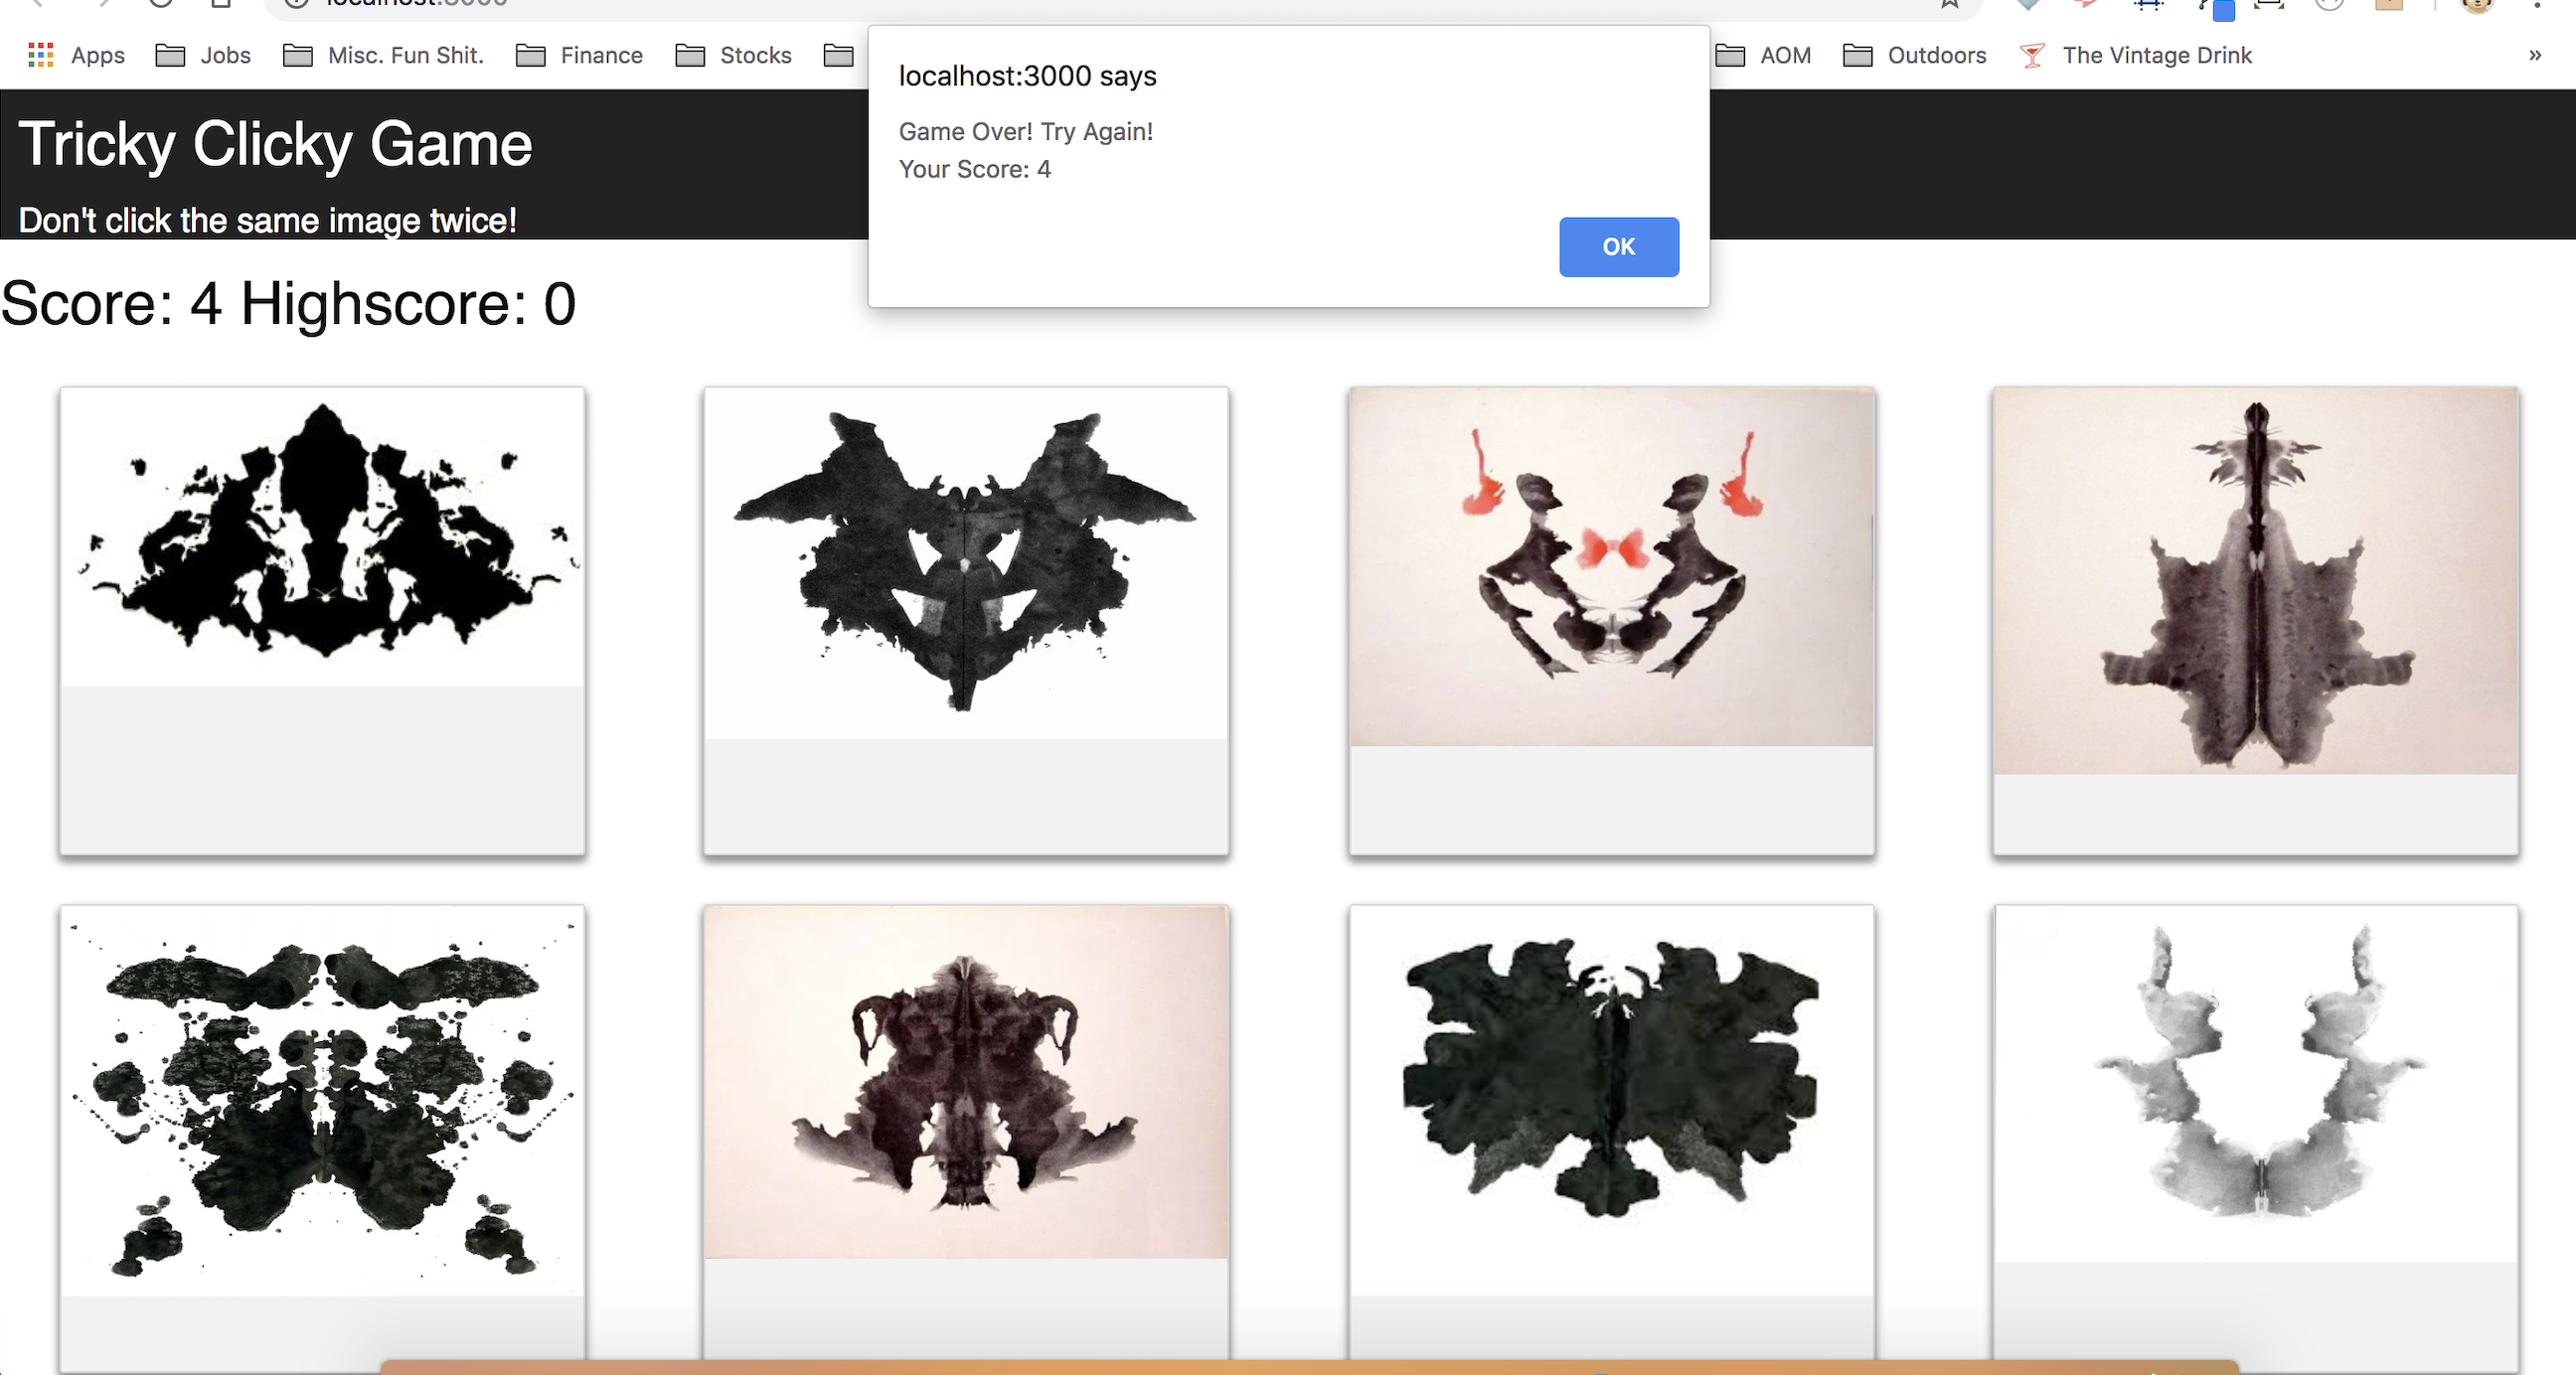 localhost:3000
Apps Jobs Misc. Fun Shit. Finance Stocks AOM Outdoors The Vintage Drink »
localhost:3000 says
Game Over! Try Again!
Your Score: 4
OK
Tricky Clicky Game
Don't click the same image twice!
Score: 4 Highscore: 0